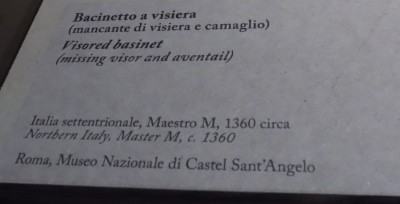 Bacinetto a visiera
(mancante di visiera e camaglio)
Visored basinet
(missing visor and aventail)
Italia settentrionale, Maestro M, 1360 circa
Northern Italy, Master M, c. 1360
Roma, Museo Nazionale di Castel Sant'Angelo